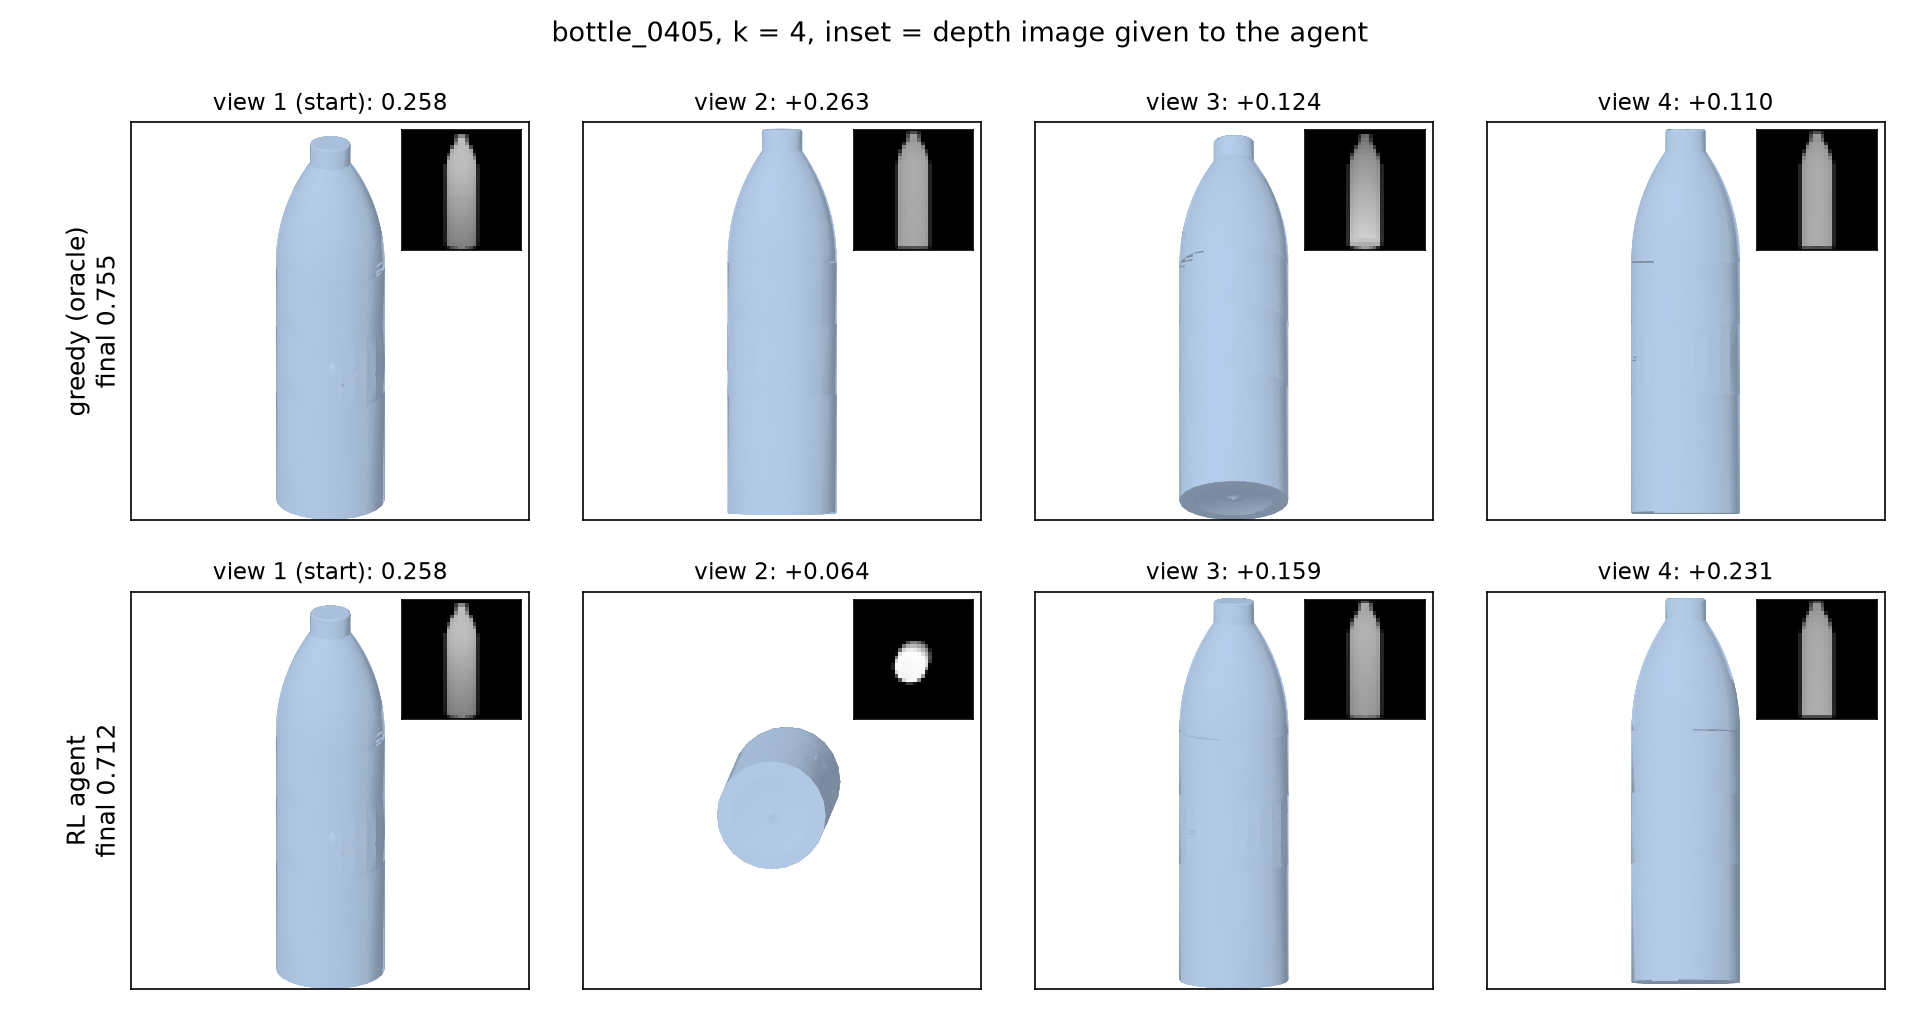 bottle_0405, k = 4, inset = depth image given to the agent
view 1 (start): 0.258
view 2: +0.263
view 3: +0.124
view 4: +0.110
greedy (oracle)
final 0.755
view 1 (start): 0.258
view 2: +0.064
view 3: +0.159
view 4: +0.231
RL agent
final 0.712